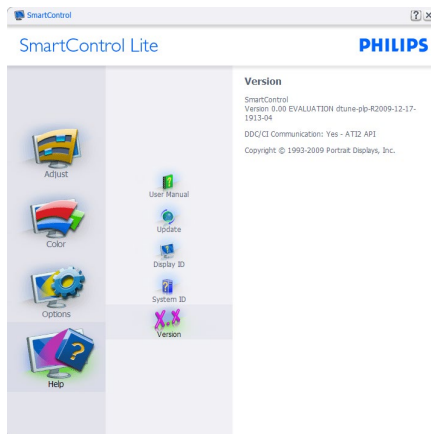 SmartControl
SmartControl Lite
PHILIPS
Adjust
Color
Options
Help
User Manual
Update
Display ID
System ID
X.X
Version
Version
SmartControl
Version 0.00 EVALUATION dtune-plp-R2009-12-17-
1913-04
DDC/CI Communication: Yes - ATI2 API
Copyright © 1993-2009 Portrait Displays, Inc.